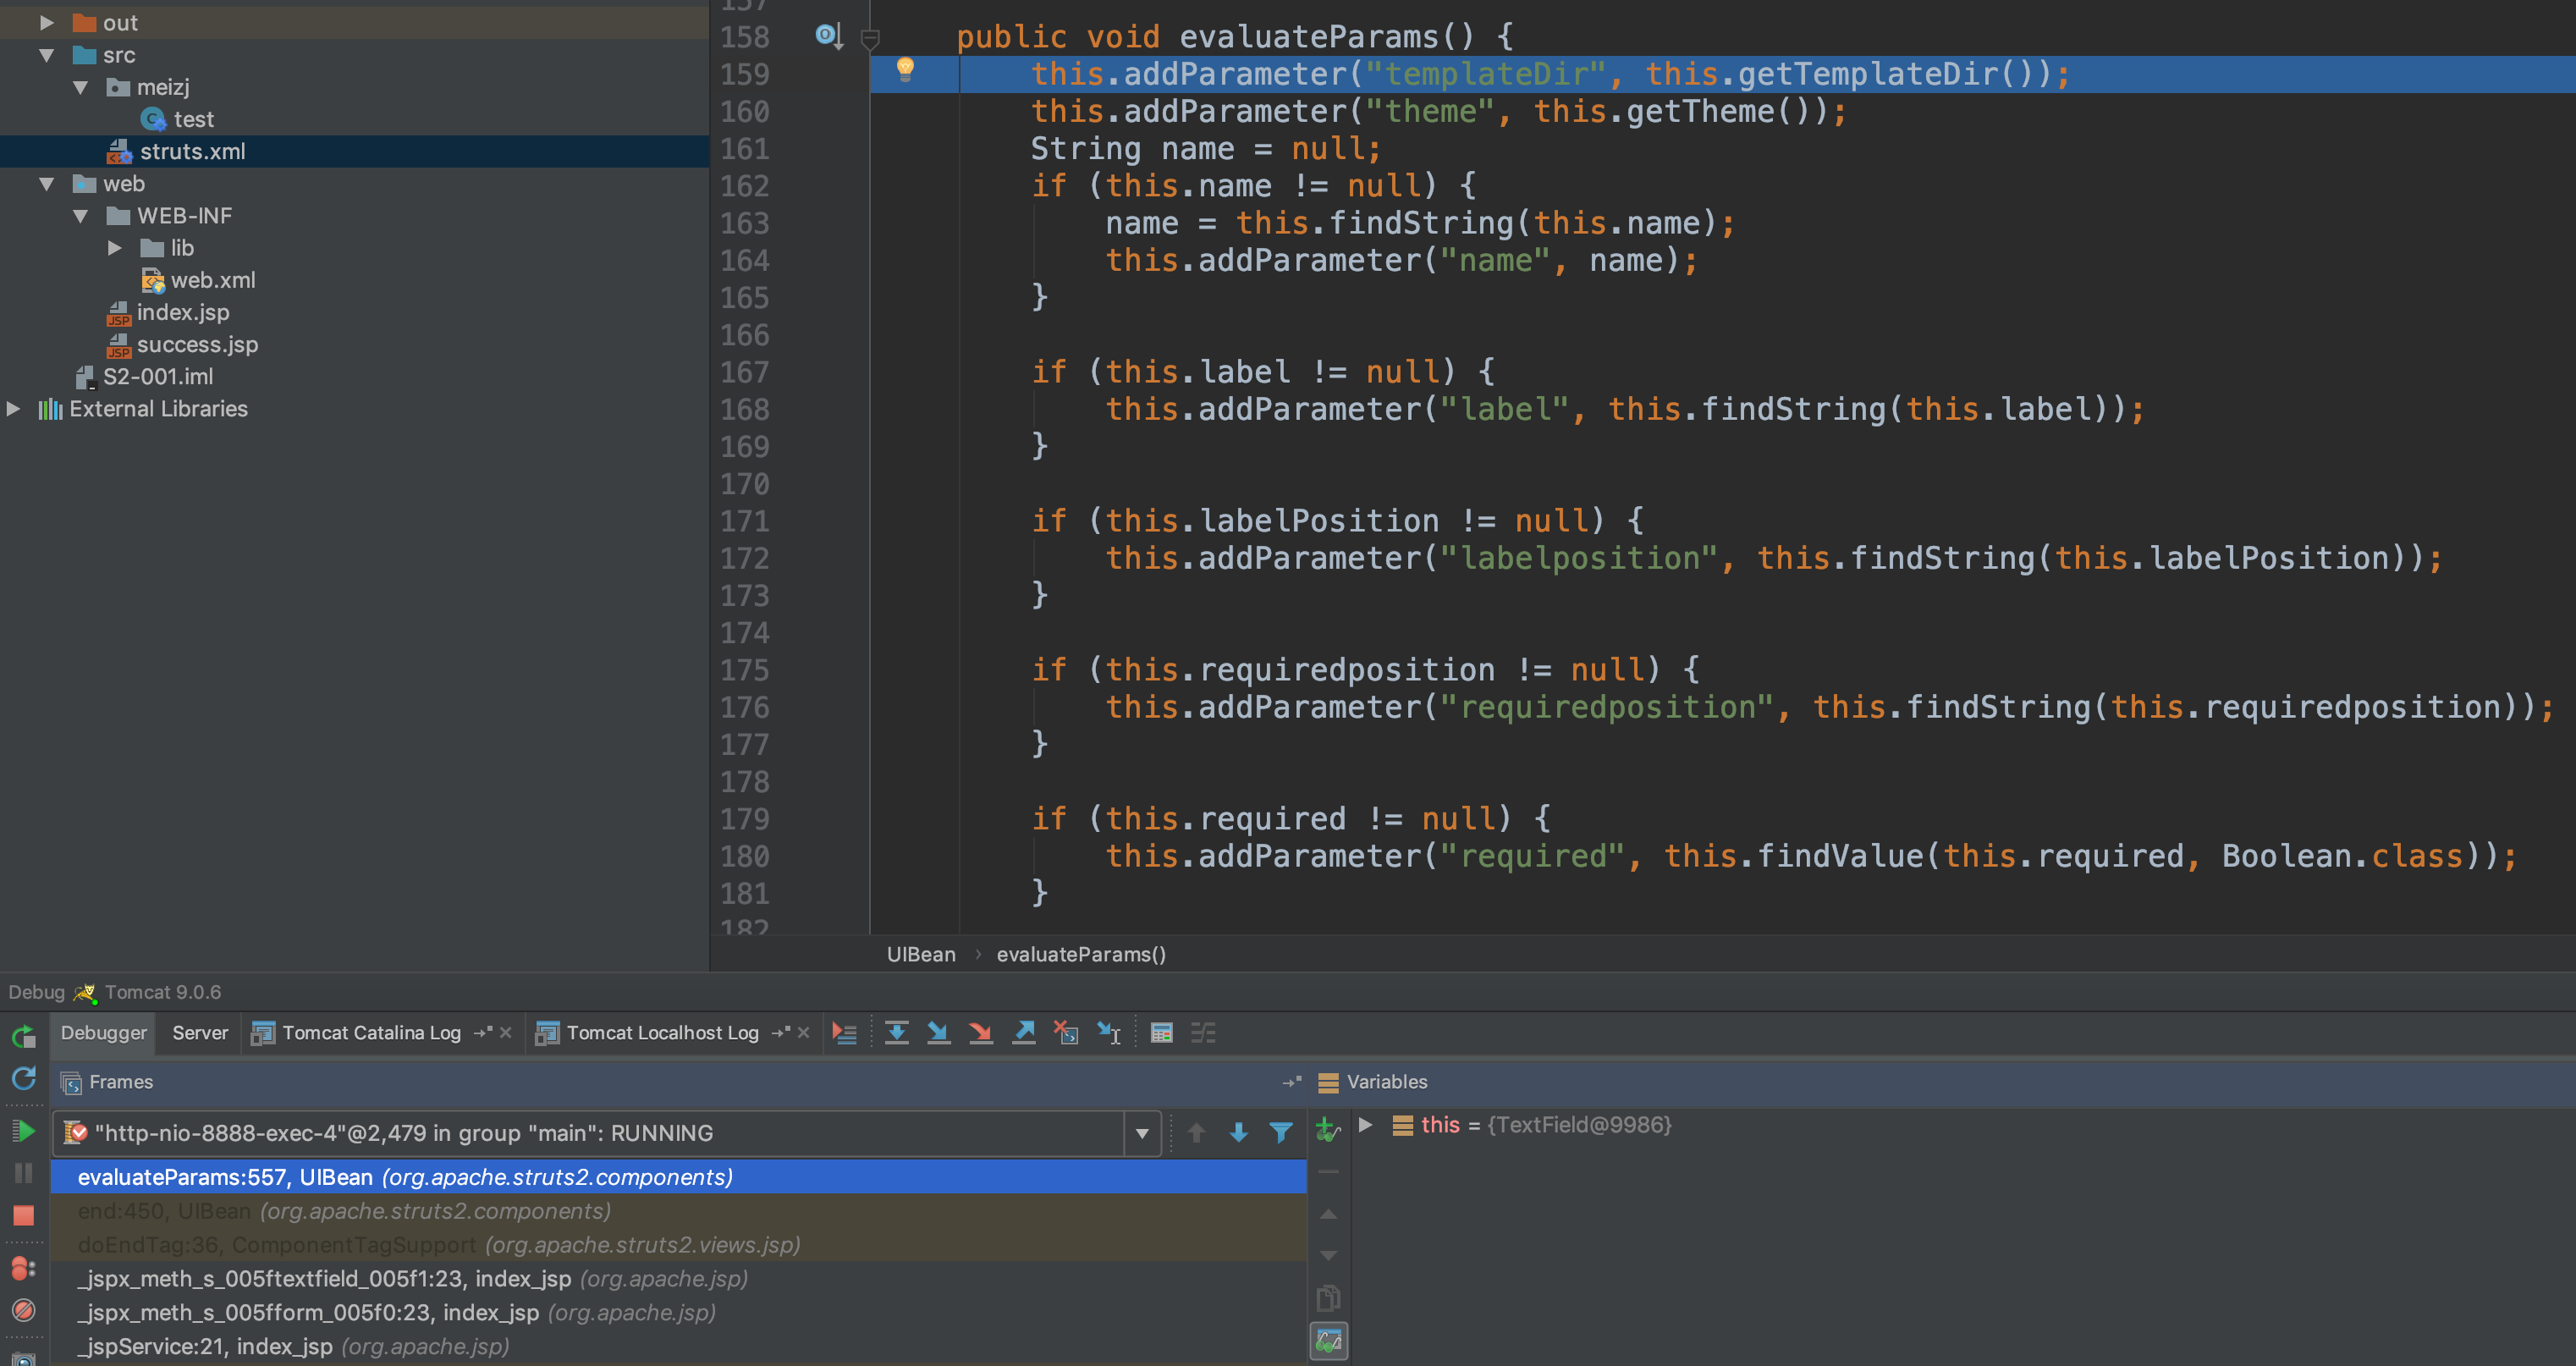 out
src
meizj
test
struts.xml
web
WEB-INF
lib
web.xml
index.jsp
success.jsp
S2-001.iml
External Libraries
157
158 public void evaluateParams() {
159 this.addParameter("templateDir", this.getTemplateDir());
160 this.addParameter("theme", this.getTheme());
161 String name = null;
162 if (this.name != null) {
163 name = this.findString(this.name);
164 this.addParameter("name", name);
165 }
166
167 if (this.label != null) {
168 this.addParameter("label", this.findString(this.label));
169 }
170
171 if (this.labelPosition != null) {
172 this.addParameter("labelposition", this.findString(this.labelPosition));
173 }
174
175 if (this.requiredposition != null) {
176 this.addParameter("requiredposition", this.findString(this.requiredposition));
177 }
178
179 if (this.required != null) {
180 this.addParameter("required", this.findValue(this.required, Boolean.class));
181 }
182
UIBean › evaluateParams()
Debug Tomcat 9.0.6
Debugger Server Tomcat Catalina Log Tomcat Localhost Log
Frames
Variables
"http-nio-8888-exec-4"@2,479 in group "main": RUNNING
this = {TextField@9986}
evaluateParams:557, UIBean (org.apache.struts2.components)
end:450, UIBean (org.apache.struts2.components)
doEndTag:36, ComponentTagSupport (org.apache.struts2.views.jsp)
_jspx_meth_s_005ftextfield_005f1:23, index_jsp (org.apache.jsp)
_jspx_meth_s_005fform_005f0:23, index_jsp (org.apache.jsp)
_jspService:21, index_jsp (org.apache.jsp)